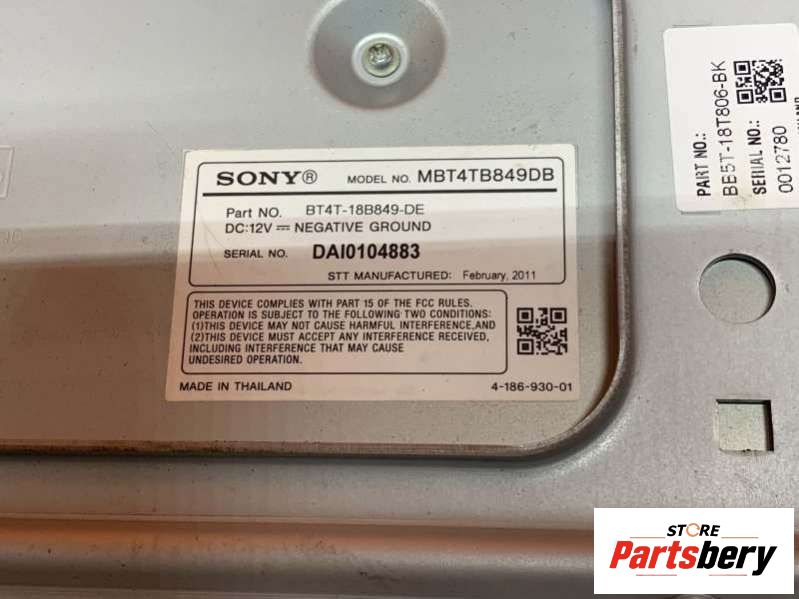 SONY® MODEL NO. MBT4TB849DB
Part NO. BT4T-18B849-DE
DC:12V ⎓ NEGATIVE GROUND
SERIAL NO. DAI0104883
STT MANUFACTURED: February, 2011
THIS DEVICE COMPLIES WITH PART 15 OF THE FCC RULES.
OPERATION IS SUBJECT TO THE FOLLOWING TWO CONDITIONS:
(1)THIS DEVICE MAY NOT CAUSE HARMFUL INTERFERENCE,AND
(2)THIS DEVICE MUST ACCEPT ANY INTERFERENCE RECEIVED,
INCLUDING INTERFERENCE THAT MAY CAUSE
UNDESIRED OPERATION.
MADE IN THAILAND 4-186-930-01
PART NO.:
BE5T-18T806-BK
SERIAL NO.:
0012780
STORE
Partsbery